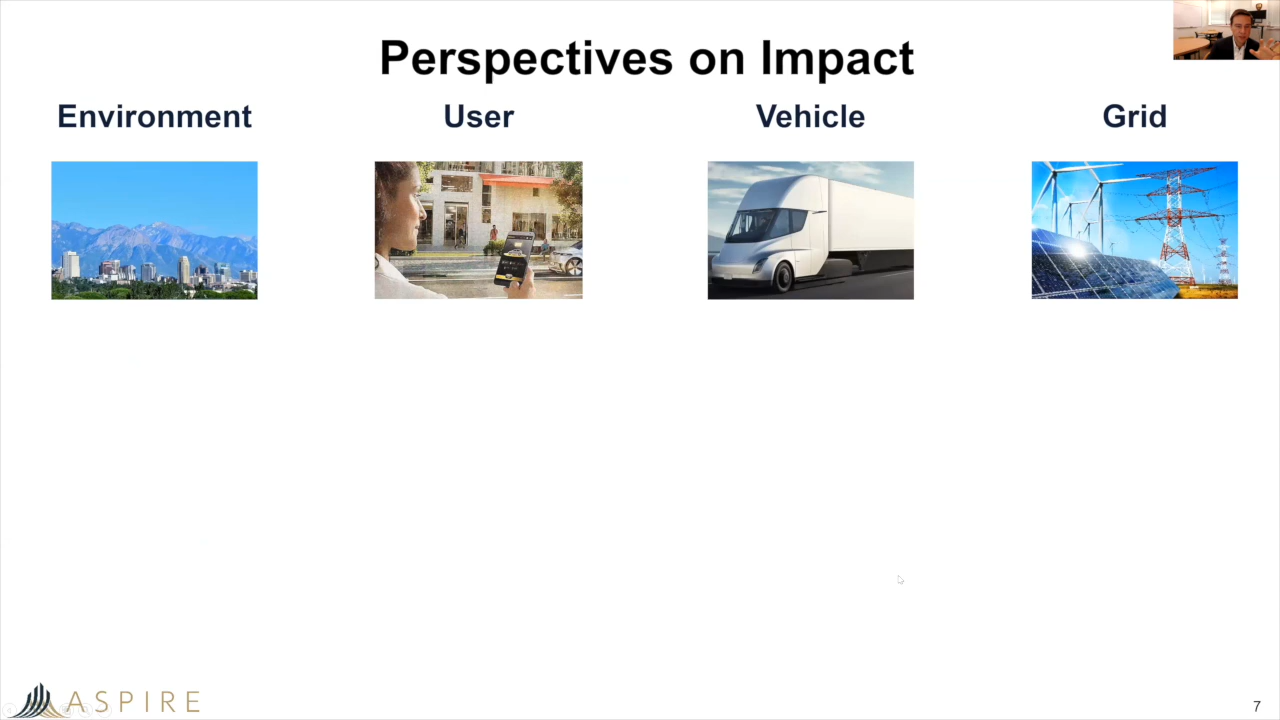 Perspectives on Impact
Environment
User
Vehicle
Grid
ASPIRE
7